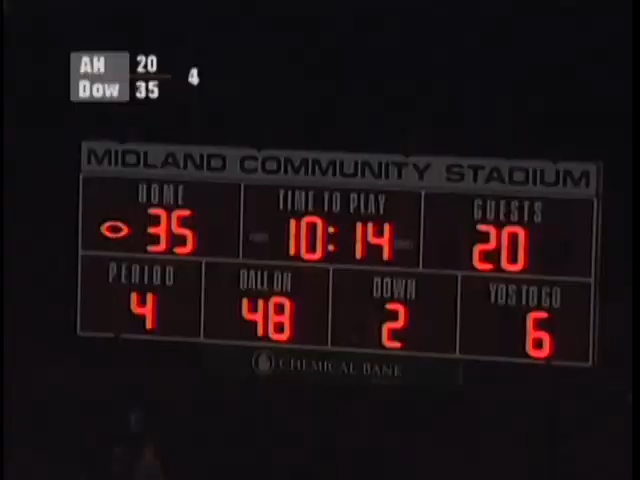 AH 20
Dow 35
4
MIDLAND COMMUNITY STADIUM
HOME TIME TO PLAY GUESTS
35 10:14 20
PERIOD BALL ON DOWN YDS TO GO
4 48 2 6
CHEMICAL BANK